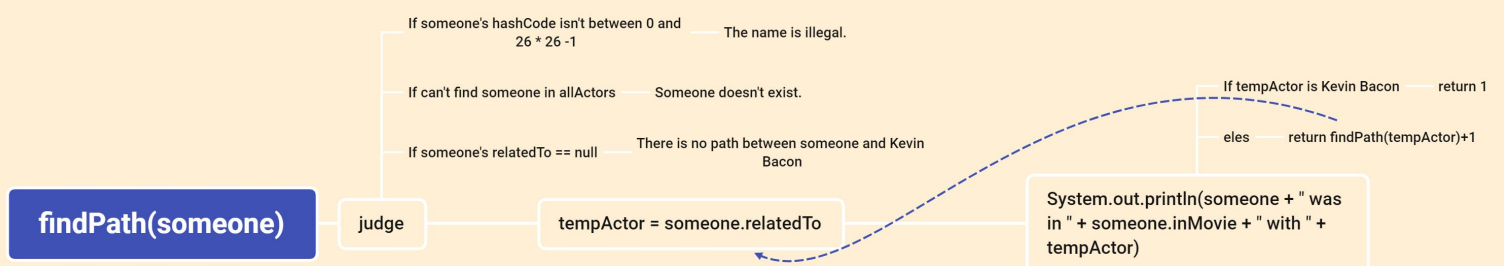 If someone's hashCode isn't between 0 and
26 * 26 -1
The name is illegal.
If can't find someone in allActors
Someone doesn't exist.
If someone's relatedTo == null
There is no path between someone and Kevin
Bacon
findPath(someone)
judge
tempActor = someone.relatedTo
System.out.println(someone + " was
in " + someone.inMovie + " with " +
tempActor)
If tempActor is Kevin Bacon
return 1
eles
return findPath(tempActor)+1